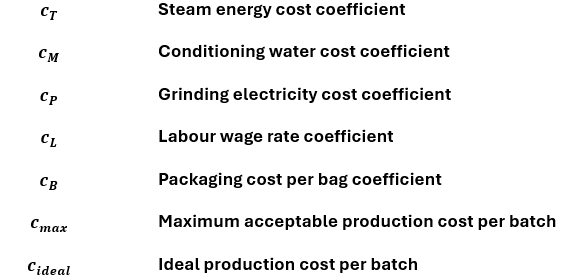 c_T Steam energy cost coefficient
c_M Conditioning water cost coefficient
c_P Grinding electricity cost coefficient
c_L Labour wage rate coefficient
c_B Packaging cost per bag coefficient
c_max Maximum acceptable production cost per batch
c_ideal Ideal production cost per batch